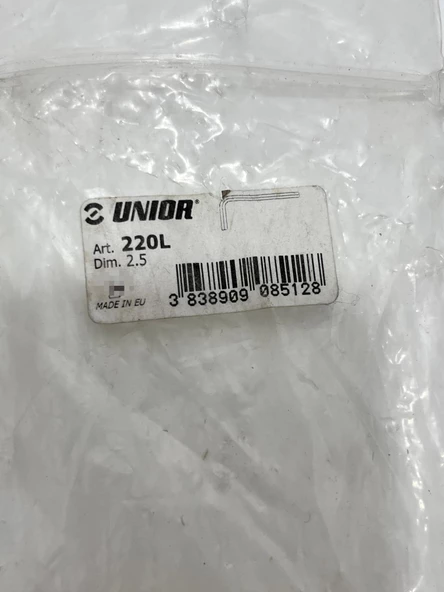 UNIOR®
Art. 220L
Dim. 2.5
MADE IN EU
3 838909 085128